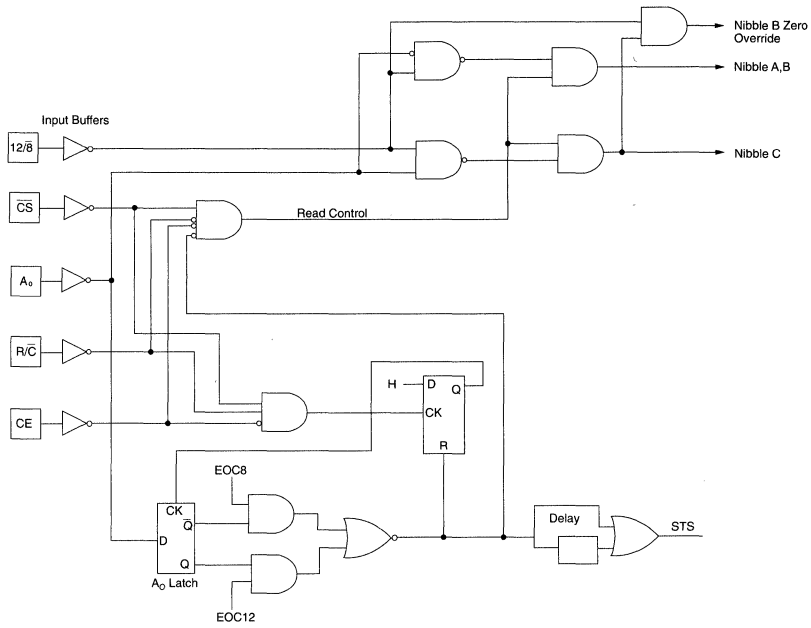 Nibble B Zero
Override
Nibble A,B
Input Buffers
12/8̅
Nibble C
C̅S̅
Read Control
A₀
R/C̅
H
D
Q
CK
CE
R
EOC8
CK
Q̅
D
Q
Delay
STS
A₀ Latch
EOC12